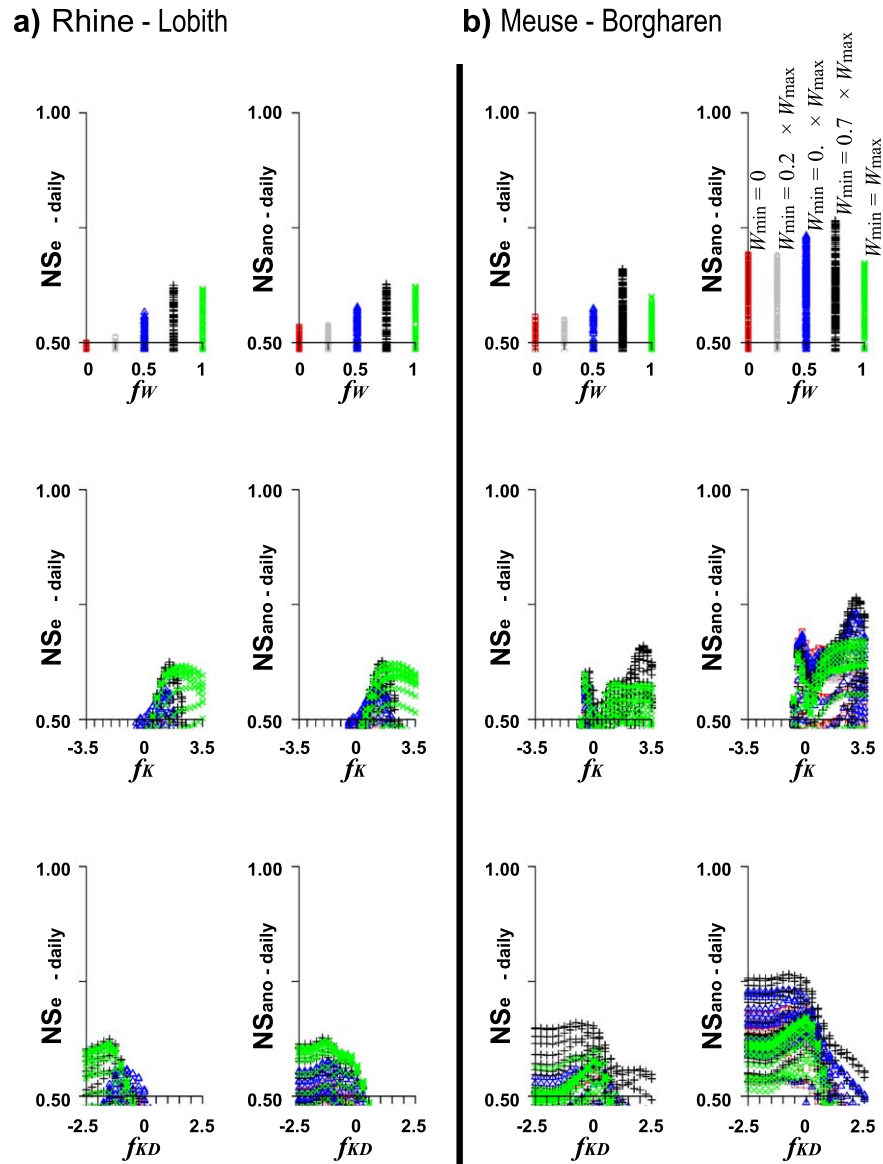 a) Rhine - Lobith
b) Meuse - Borgharen
1.00
NSe - daily
0.50
0 0.5 1
fW
1.00
NSano - daily
0.50
0 0.5 1
fW
1.00
NSe - daily
0.50
0 0.5 1
fW
1.00
NSano - daily
0.50
0 0.5 1
fW
Wmin = 0
Wmin = 0.2 × Wmax
Wmin = 0. × Wmax
Wmin = 0.7 × Wmax
Wmin = Wmax
1.00
NSe - daily
0.50
-3.5 0 3.5
fK
1.00
NSano - daily
0.50
-3.5 0 3.5
fK
1.00
NSe - daily
0.50
-3.5 0 3.5
fK
1.00
NSano - daily
0.50
-3.5 0 3.5
fK
1.00
NSe - daily
0.50
-2.5 0 2.5
fKD
1.00
NSano - daily
0.50
-2.5 0 2.5
fKD
1.00
NSe - daily
0.50
-2.5 0 2.5
fKD
1.00
NSano - daily
0.50
-2.5 0 2.5
fKD